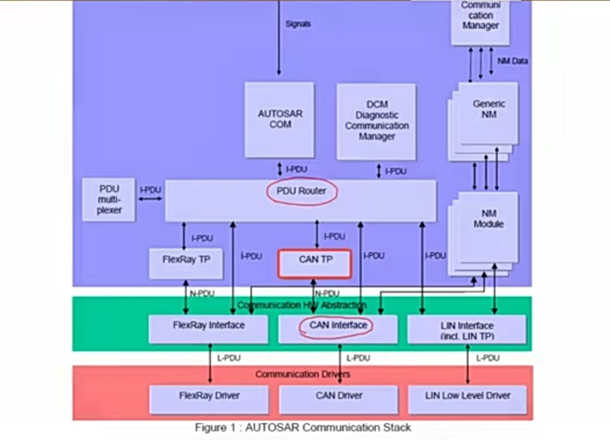 Communi
cation
Manager
Signals
NM Data
AUTOSAR
COM
DCM
Diagnostic
Communication
Manager
Generic
NM
I-PDU
I-PDU
PDU
multi-
plexer
I-PDU
PDU Router
NM
Module
I-PDU
I-PDU
I-PDU
I-PDU
I-PDU
FlexRay TP
CAN TP
N-PDU
N-PDU
Communication HW Abstraction
FlexRay Interface
CAN Interface
LIN Interface
(incl. LIN TP)
L-PDU
L-PDU
L-PDU
Communication Drivers
FlexRay Driver
CAN Driver
LIN Low Level Driver
Figure 1 : AUTOSAR Communication Stack